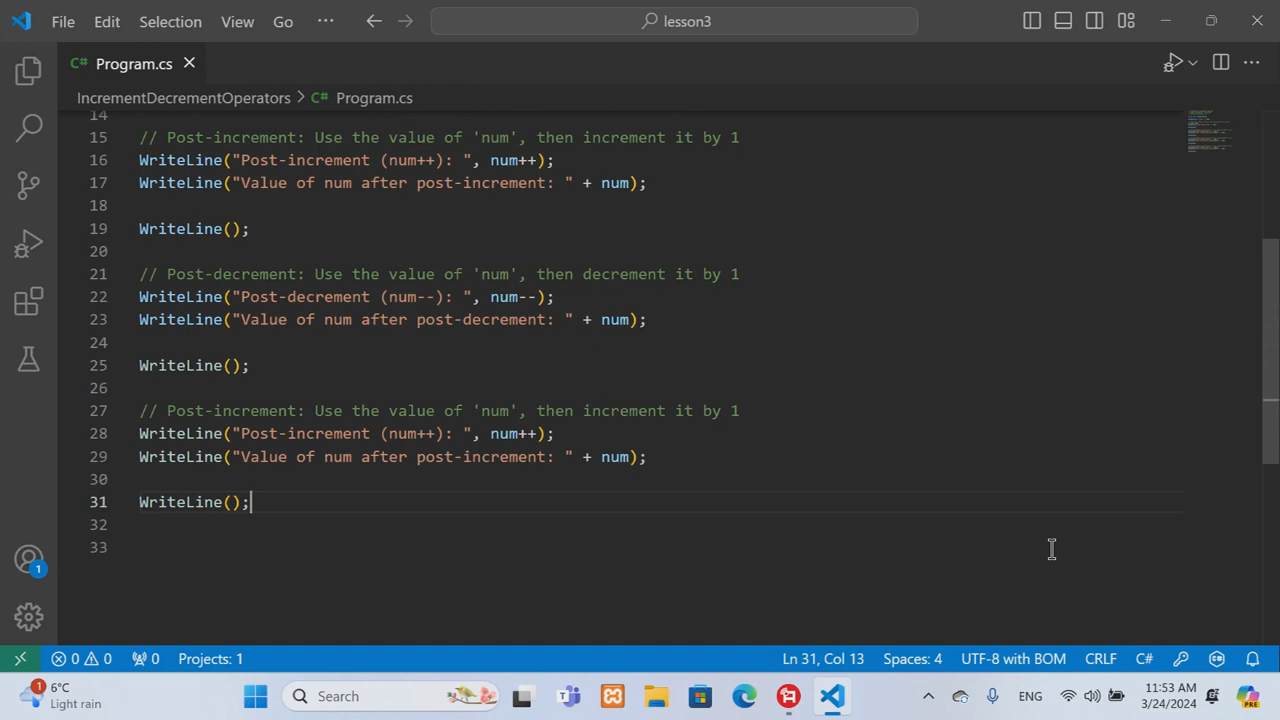 File Edit Selection View Go ··· lesson3
C# Program.cs
IncrementDecrementOperators > C# Program.cs
14
15 // Post-increment: Use the value of 'num', then increment it by 1
16 WriteLine("Post-increment (num++): ", num++);
17 WriteLine("Value of num after post-increment: " + num);
18
19 WriteLine();
20
21 // Post-decrement: Use the value of 'num', then decrement it by 1
22 WriteLine("Post-decrement (num--): ", num--);
23 WriteLine("Value of num after post-decrement: " + num);
24
25 WriteLine();
26
27 // Post-increment: Use the value of 'num', then increment it by 1
28 WriteLine("Post-increment (num++): ", num++);
29 WriteLine("Value of num after post-increment: " + num);
30
31 WriteLine();
32
33
1
0 0 0 Projects: 1 Ln 31, Col 13 Spaces: 4 UTF-8 with BOM CRLF C#
1 6°C Search ENG 11:53 AM PRE
Light rain 3/24/2024